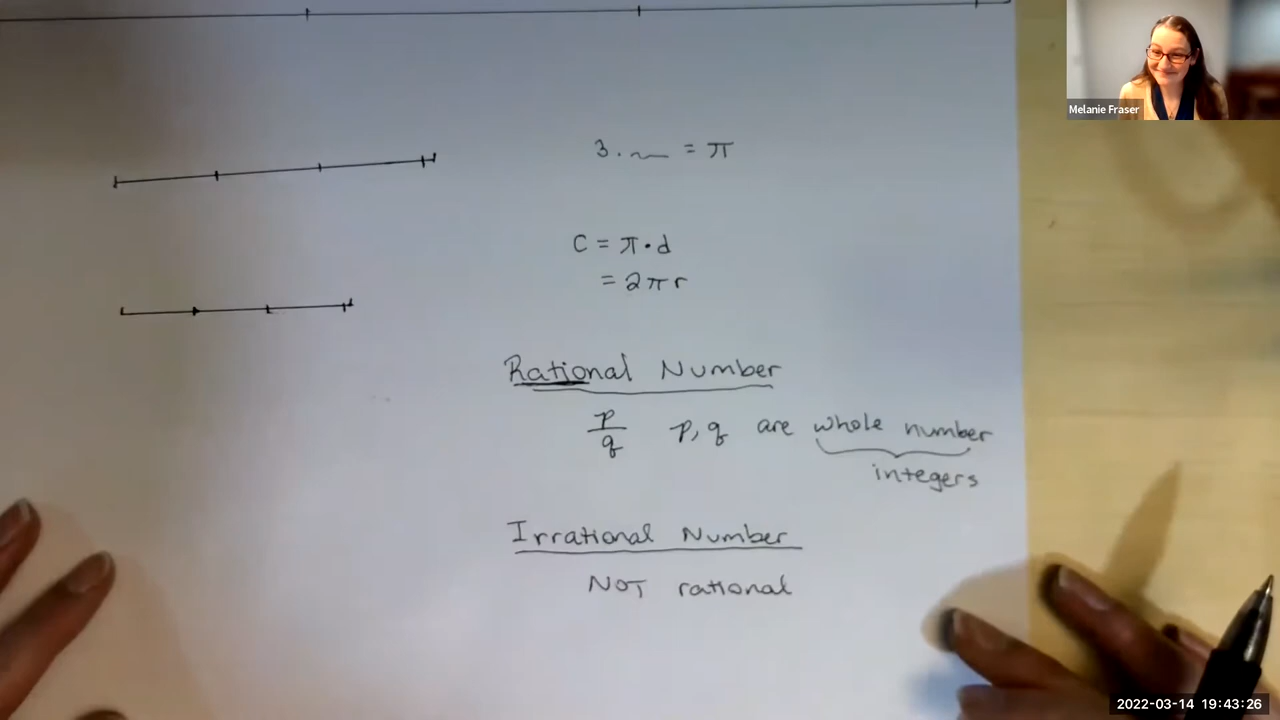 Melanie Fraser
3. = π
C = π · d
= 2πr
Rational Number
p/q p, q are whole number
integers
Irrational Number
NOT rational
2022-03-14 19:43:26